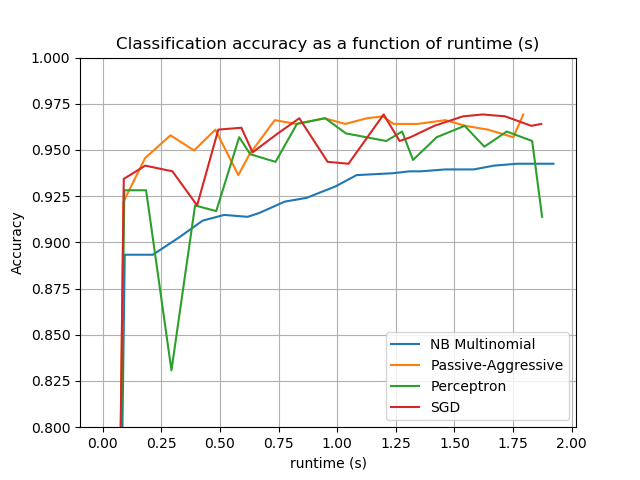 Classification accuracy as a function of runtime (s)
1.000
0.975
0.950
0.925
0.900
0.875
0.850
0.825
0.800
Accuracy
0.00 0.25 0.50 0.75 1.00 1.25 1.50 1.75 2.00
runtime (s)
NB Multinomial
Passive-Aggressive
Perceptron
SGD